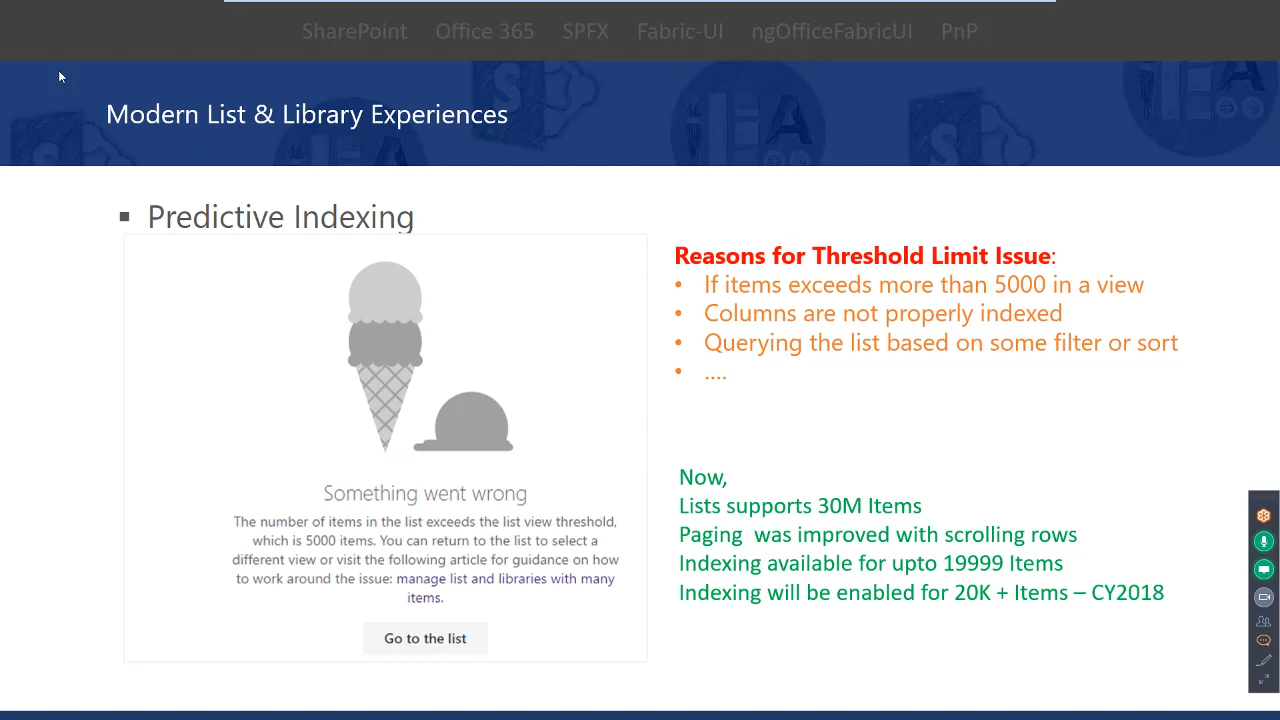 SharePoint Office 365 SPFX Fabric-UI ngOfficeFabricUI PnP
Modern List & Library Experiences
▪ Predictive Indexing
Something went wrong
The number of items in the list exceeds the list view threshold,
which is 5000 items. You can return to the list to select a
different view or visit the following article for guidance on how
to work around the issue: manage list and libraries with many
items.
Go to the list
Reasons for Threshold Limit Issue:
• If items exceeds more than 5000 in a view
• Columns are not properly indexed
• Querying the list based on some filter or sort
• ....
Now,
Lists supports 30M Items
Paging was improved with scrolling rows
Indexing available for upto 19999 Items
Indexing will be enabled for 20K + Items – CY2018